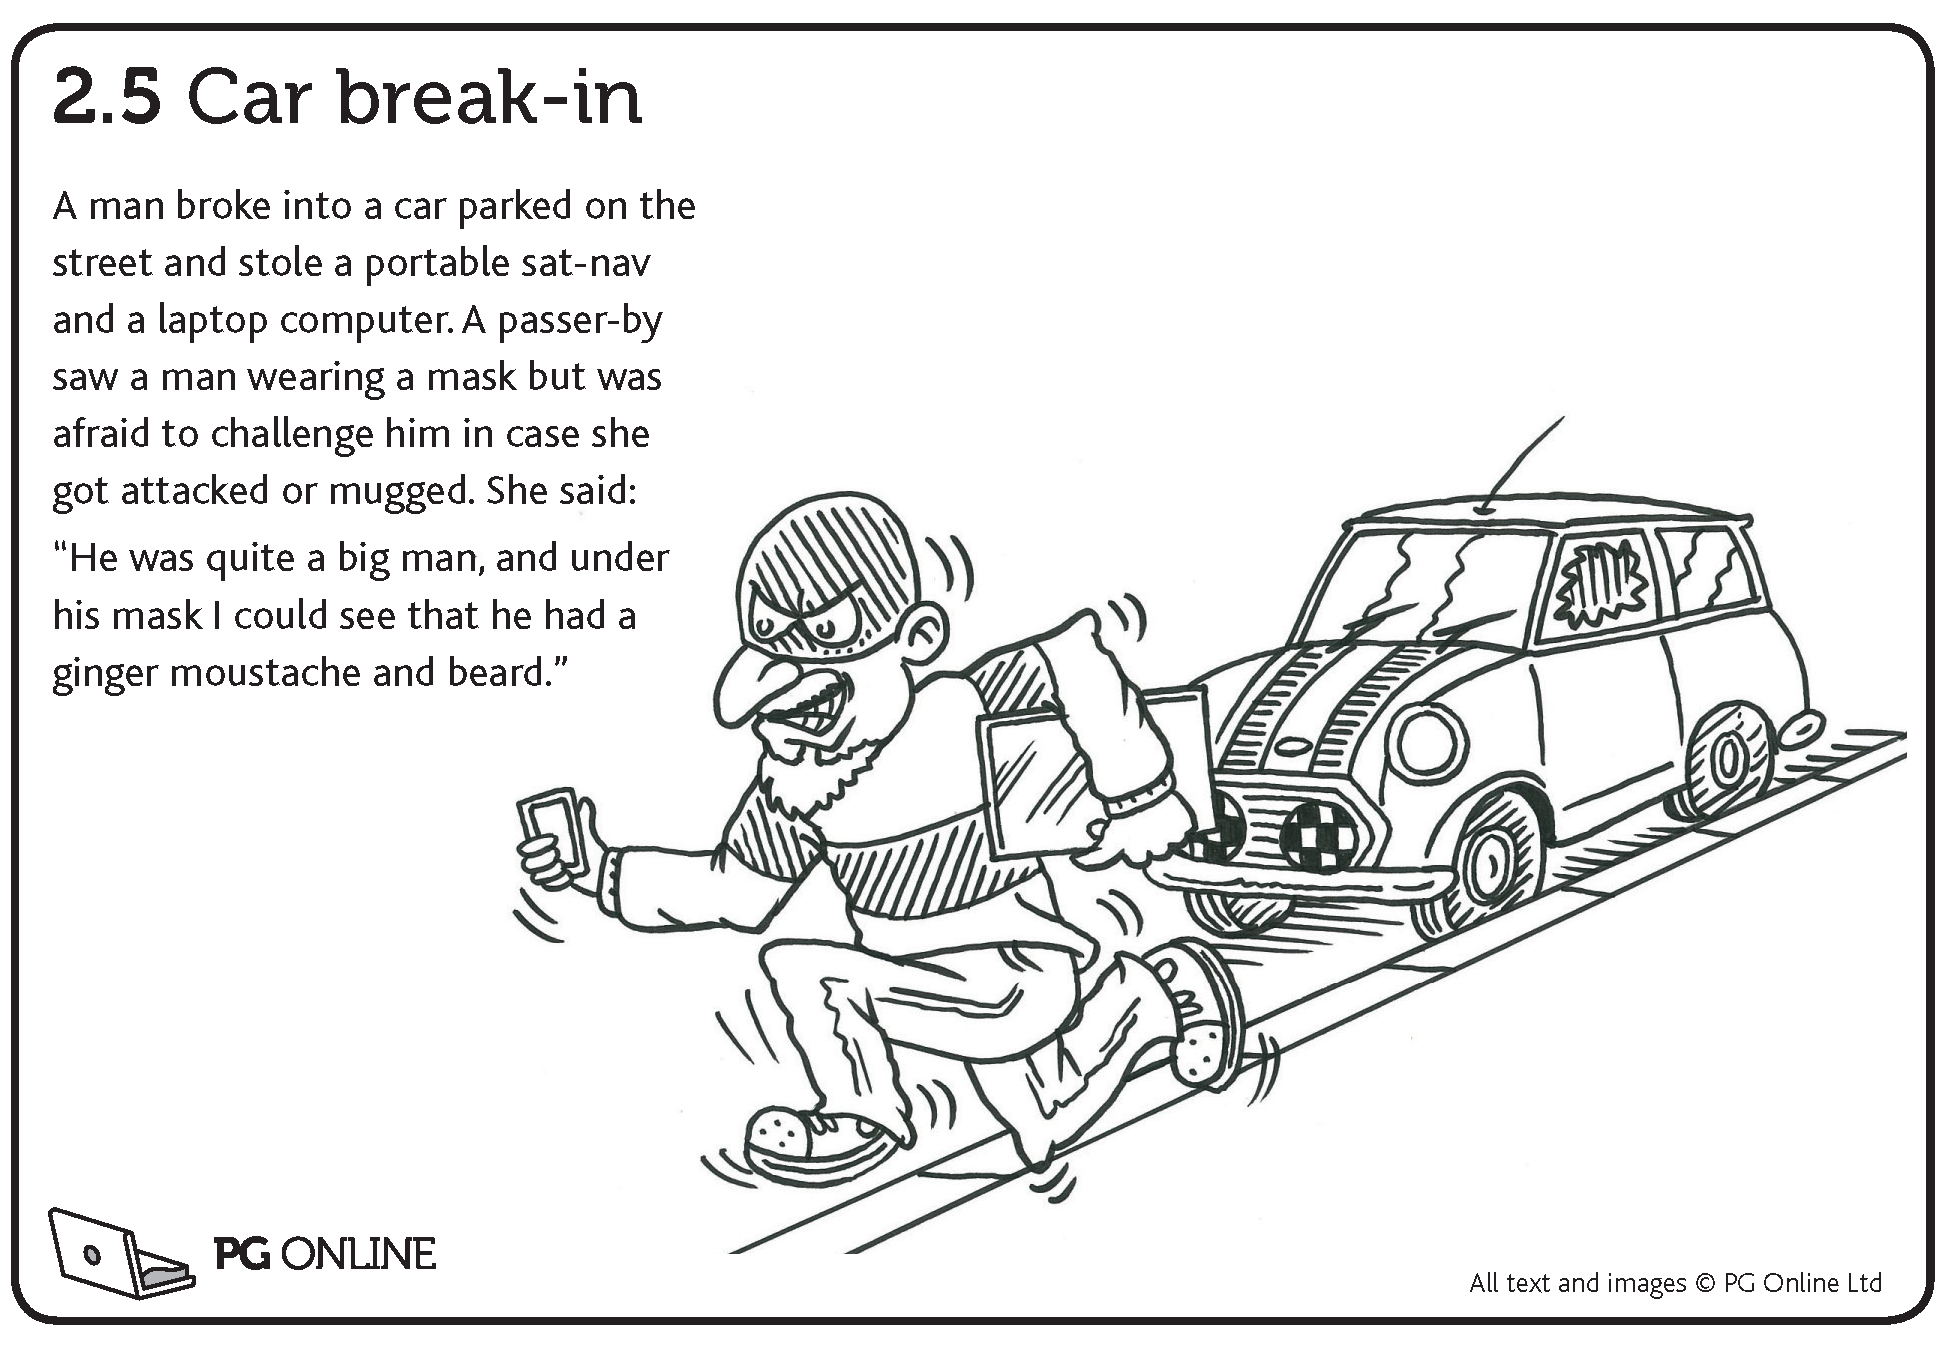 2.5 Car break-in
A man broke into a car parked on the
street and stole a portable sat-nav
and a laptop computer. A passer-by
saw a man wearing a mask but was
afraid to challenge him in case she
got attacked or mugged. She said:
“He was quite a big man, and under
his mask I could see that he had a
ginger moustache and beard.”
PG ONLINE
All text and images © PG Online Ltd